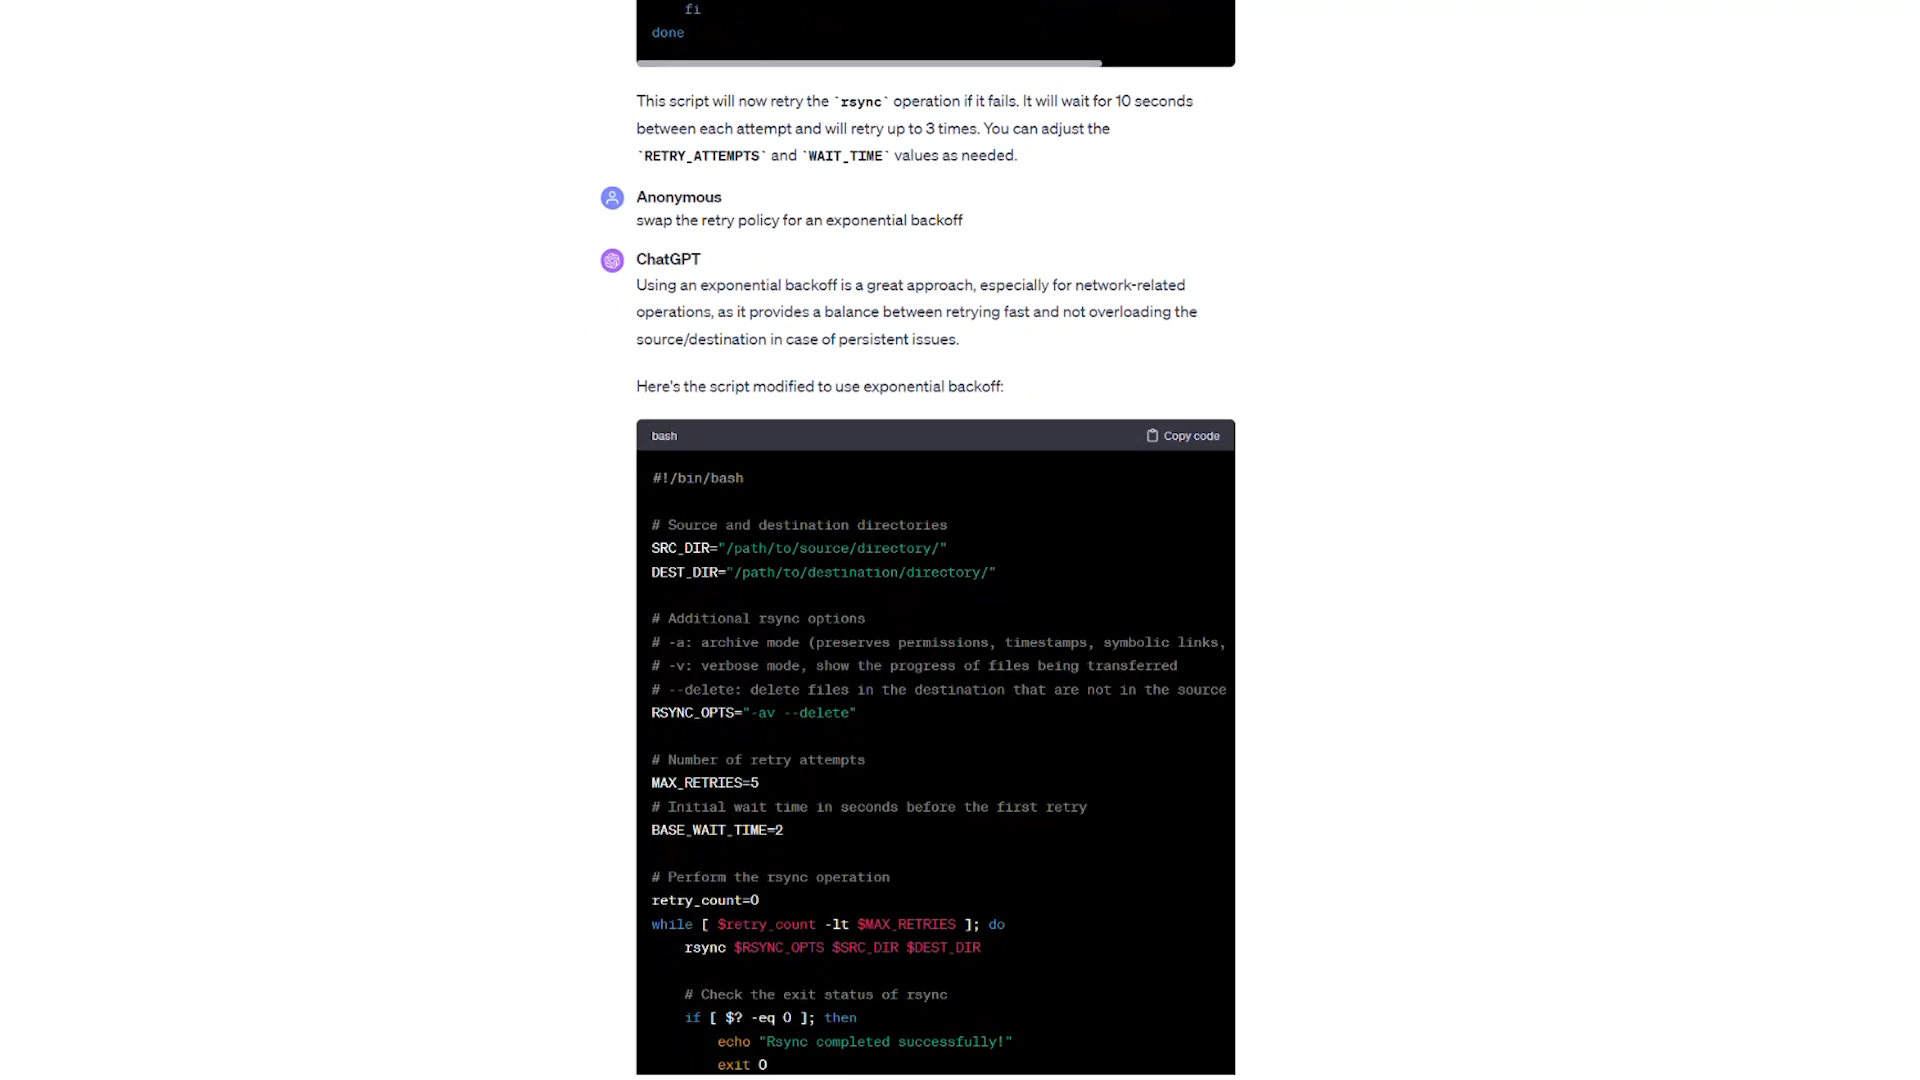 fi
done
This script will now retry the `rsync` operation if it fails. It will wait for 10 seconds
between each attempt and will retry up to 3 times. You can adjust the
`RETRY_ATTEMPTS` and `WAIT_TIME` values as needed.
Anonymous
swap the retry policy for an exponential backoff
ChatGPT
Using an exponential backoff is a great approach, especially for network-related
operations, as it provides a balance between retrying fast and not overloading the
source/destination in case of persistent issues.
Here's the script modified to use exponential backoff:
bash
Copy code
#!/bin/bash
# Source and destination directories
SRC_DIR="/path/to/source/directory/"
DEST_DIR="/path/to/destination/directory/"
# Additional rsync options
# -a: archive mode (preserves permissions, timestamps, symbolic links,
# -v: verbose mode, show the progress of files being transferred
# --delete: delete files in the destination that are not in the source
RSYNC_OPTS="-av --delete"
# Number of retry attempts
MAX_RETRIES=5
# Initial wait time in seconds before the first retry
BASE_WAIT_TIME=2
# Perform the rsync operation
retry_count=0
while [ $retry_count -lt $MAX_RETRIES ]; do
rsync $RSYNC_OPTS $SRC_DIR $DEST_DIR
# Check the exit status of rsync
if [ $? -eq 0 ]; then
echo "Rsync completed successfully!"
exit 0